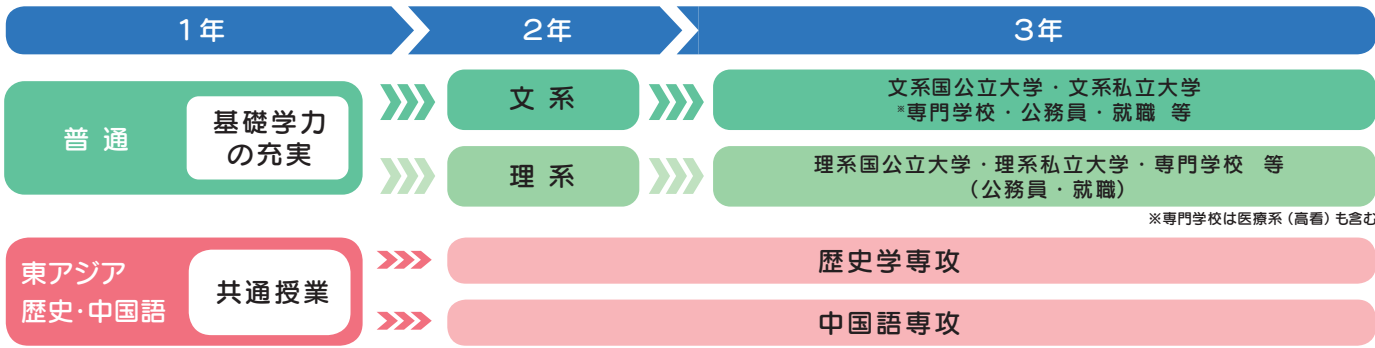 1年
2年
3年
普通
基礎学力
の充実
文系
文系国公立大学・文系私立大学
※専門学校・公務員・就職 等
理系
理系国公立大学・理系私立大学・専門学校 等
（公務員・就職）
※専門学校は医療系（高看）も含む
東アジア
歴史・中国語
共通授業
歴史学専攻
中国語専攻